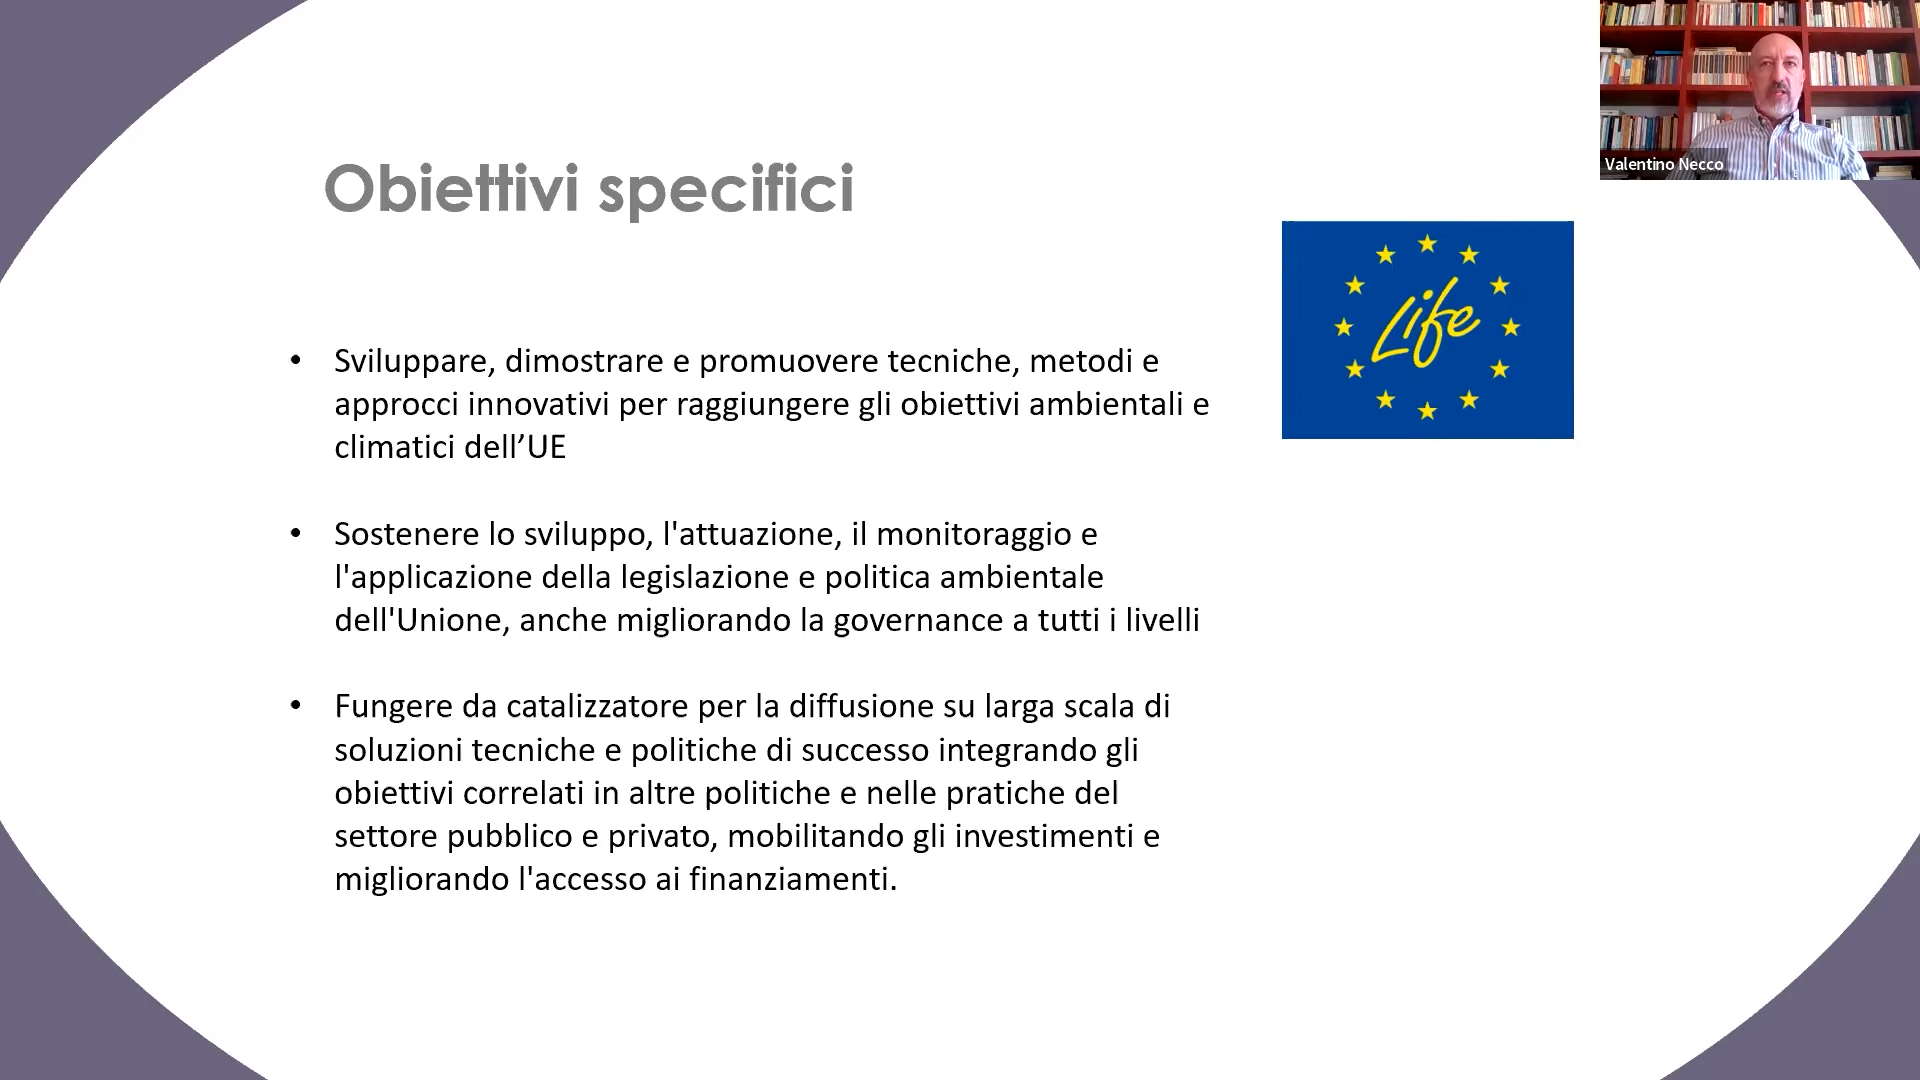 Valentino Necco
Obiettivi specifici
Life
• Sviluppare, dimostrare e promuovere tecniche, metodi e
approcci innovativi per raggiungere gli obiettivi ambientali e
climatici dell’UE
• Sostenere lo sviluppo, l'attuazione, il monitoraggio e
l'applicazione della legislazione e politica ambientale
dell'Unione, anche migliorando la governance a tutti i livelli
• Fungere da catalizzatore per la diffusione su larga scala di
soluzioni tecniche e politiche di successo integrando gli
obiettivi correlati in altre politiche e nelle pratiche del
settore pubblico e privato, mobilitando gli investimenti e
migliorando l'accesso ai finanziamenti.